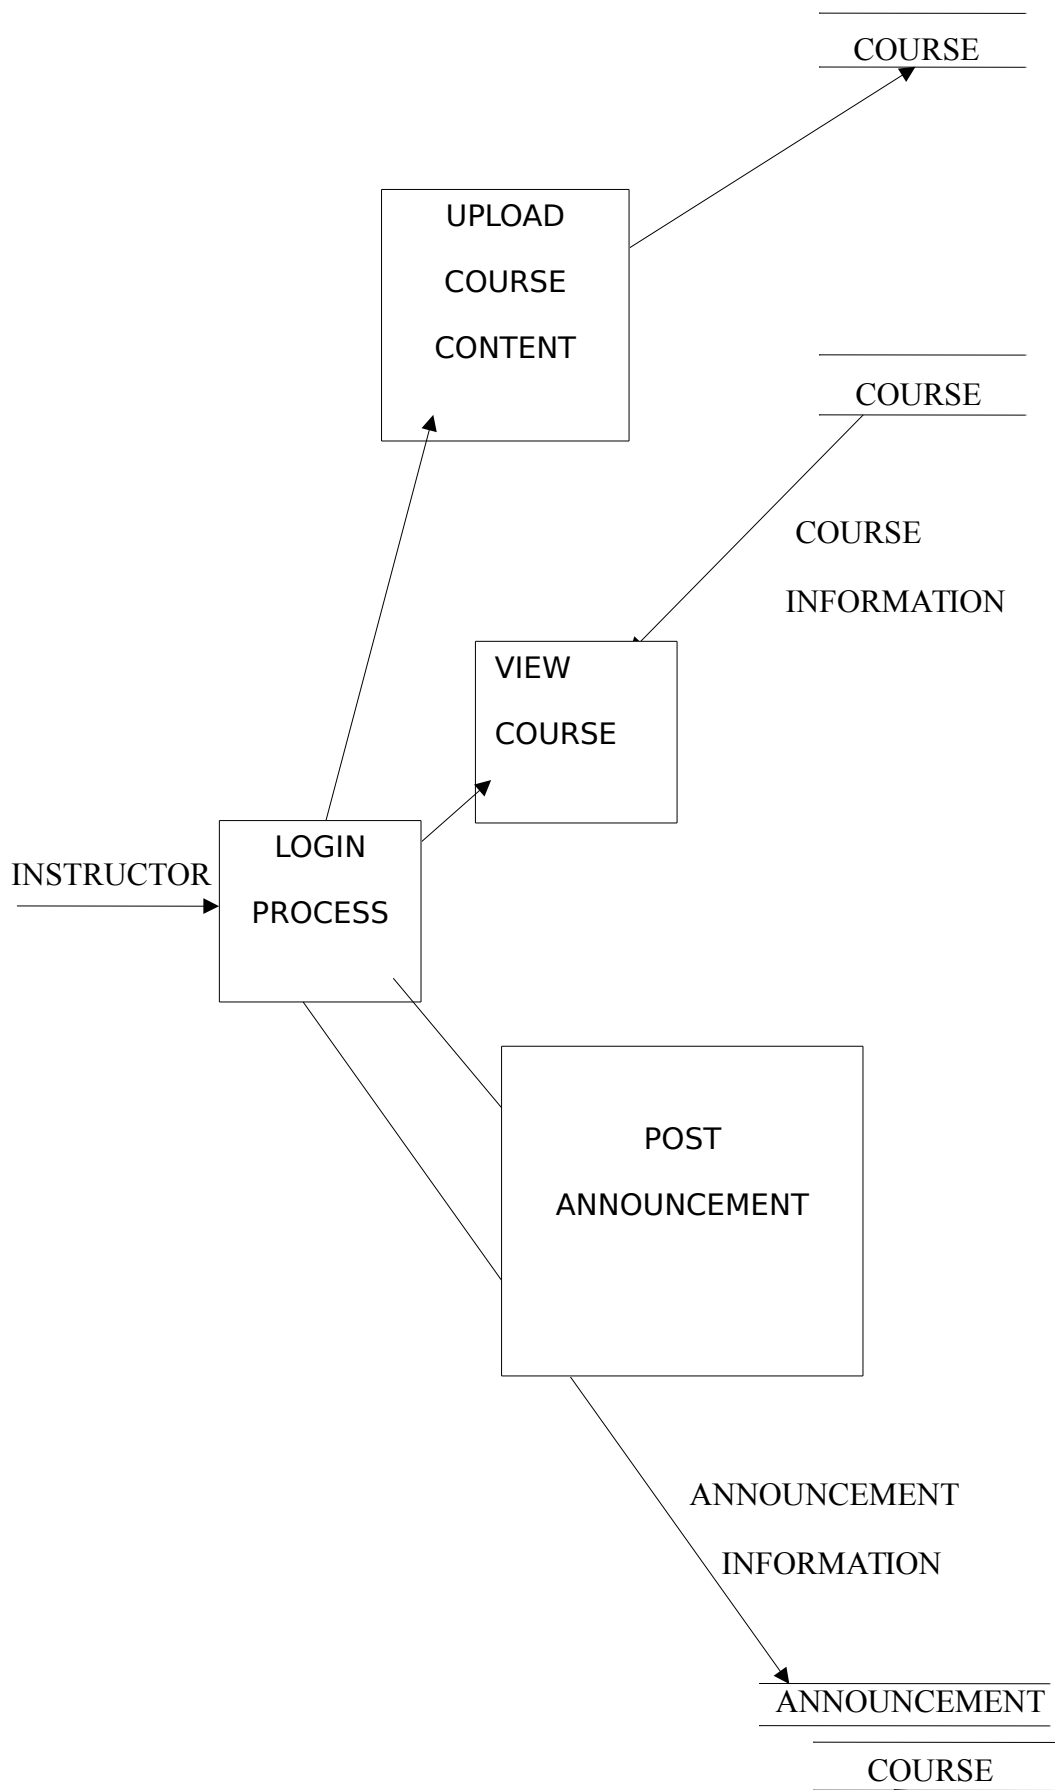 COURSE
UPLOAD
COURSE
CONTENT
COURSE
COURSE
INFORMATION
VIEW
COURSE
LOGIN
INSTRUCTOR
PROCESS
POST
ANNOUNCEMENT
ANNOUNCEMENT
INFORMATION
ANNOUNCEMENT
COURSE